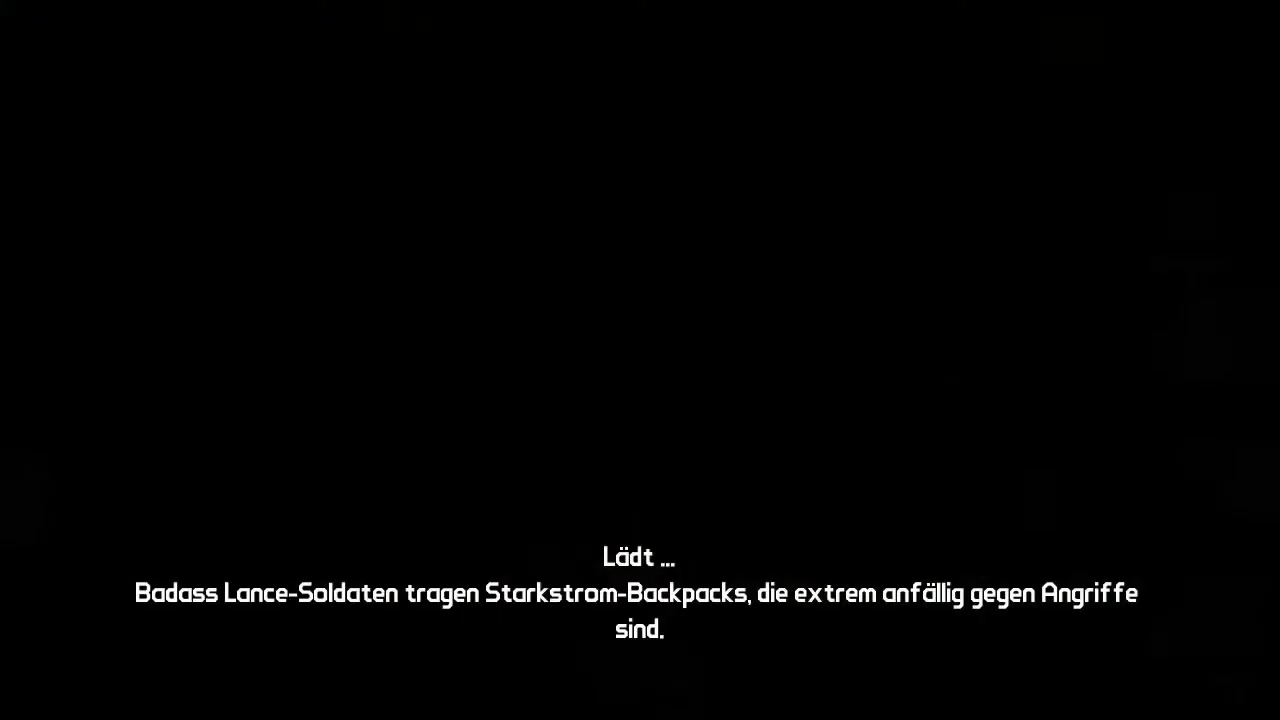 Lädt ...
Badass Lance-Soldaten tragen Starkstrom-Backpacks, die extrem anfällig gegen Angriffe
sind.